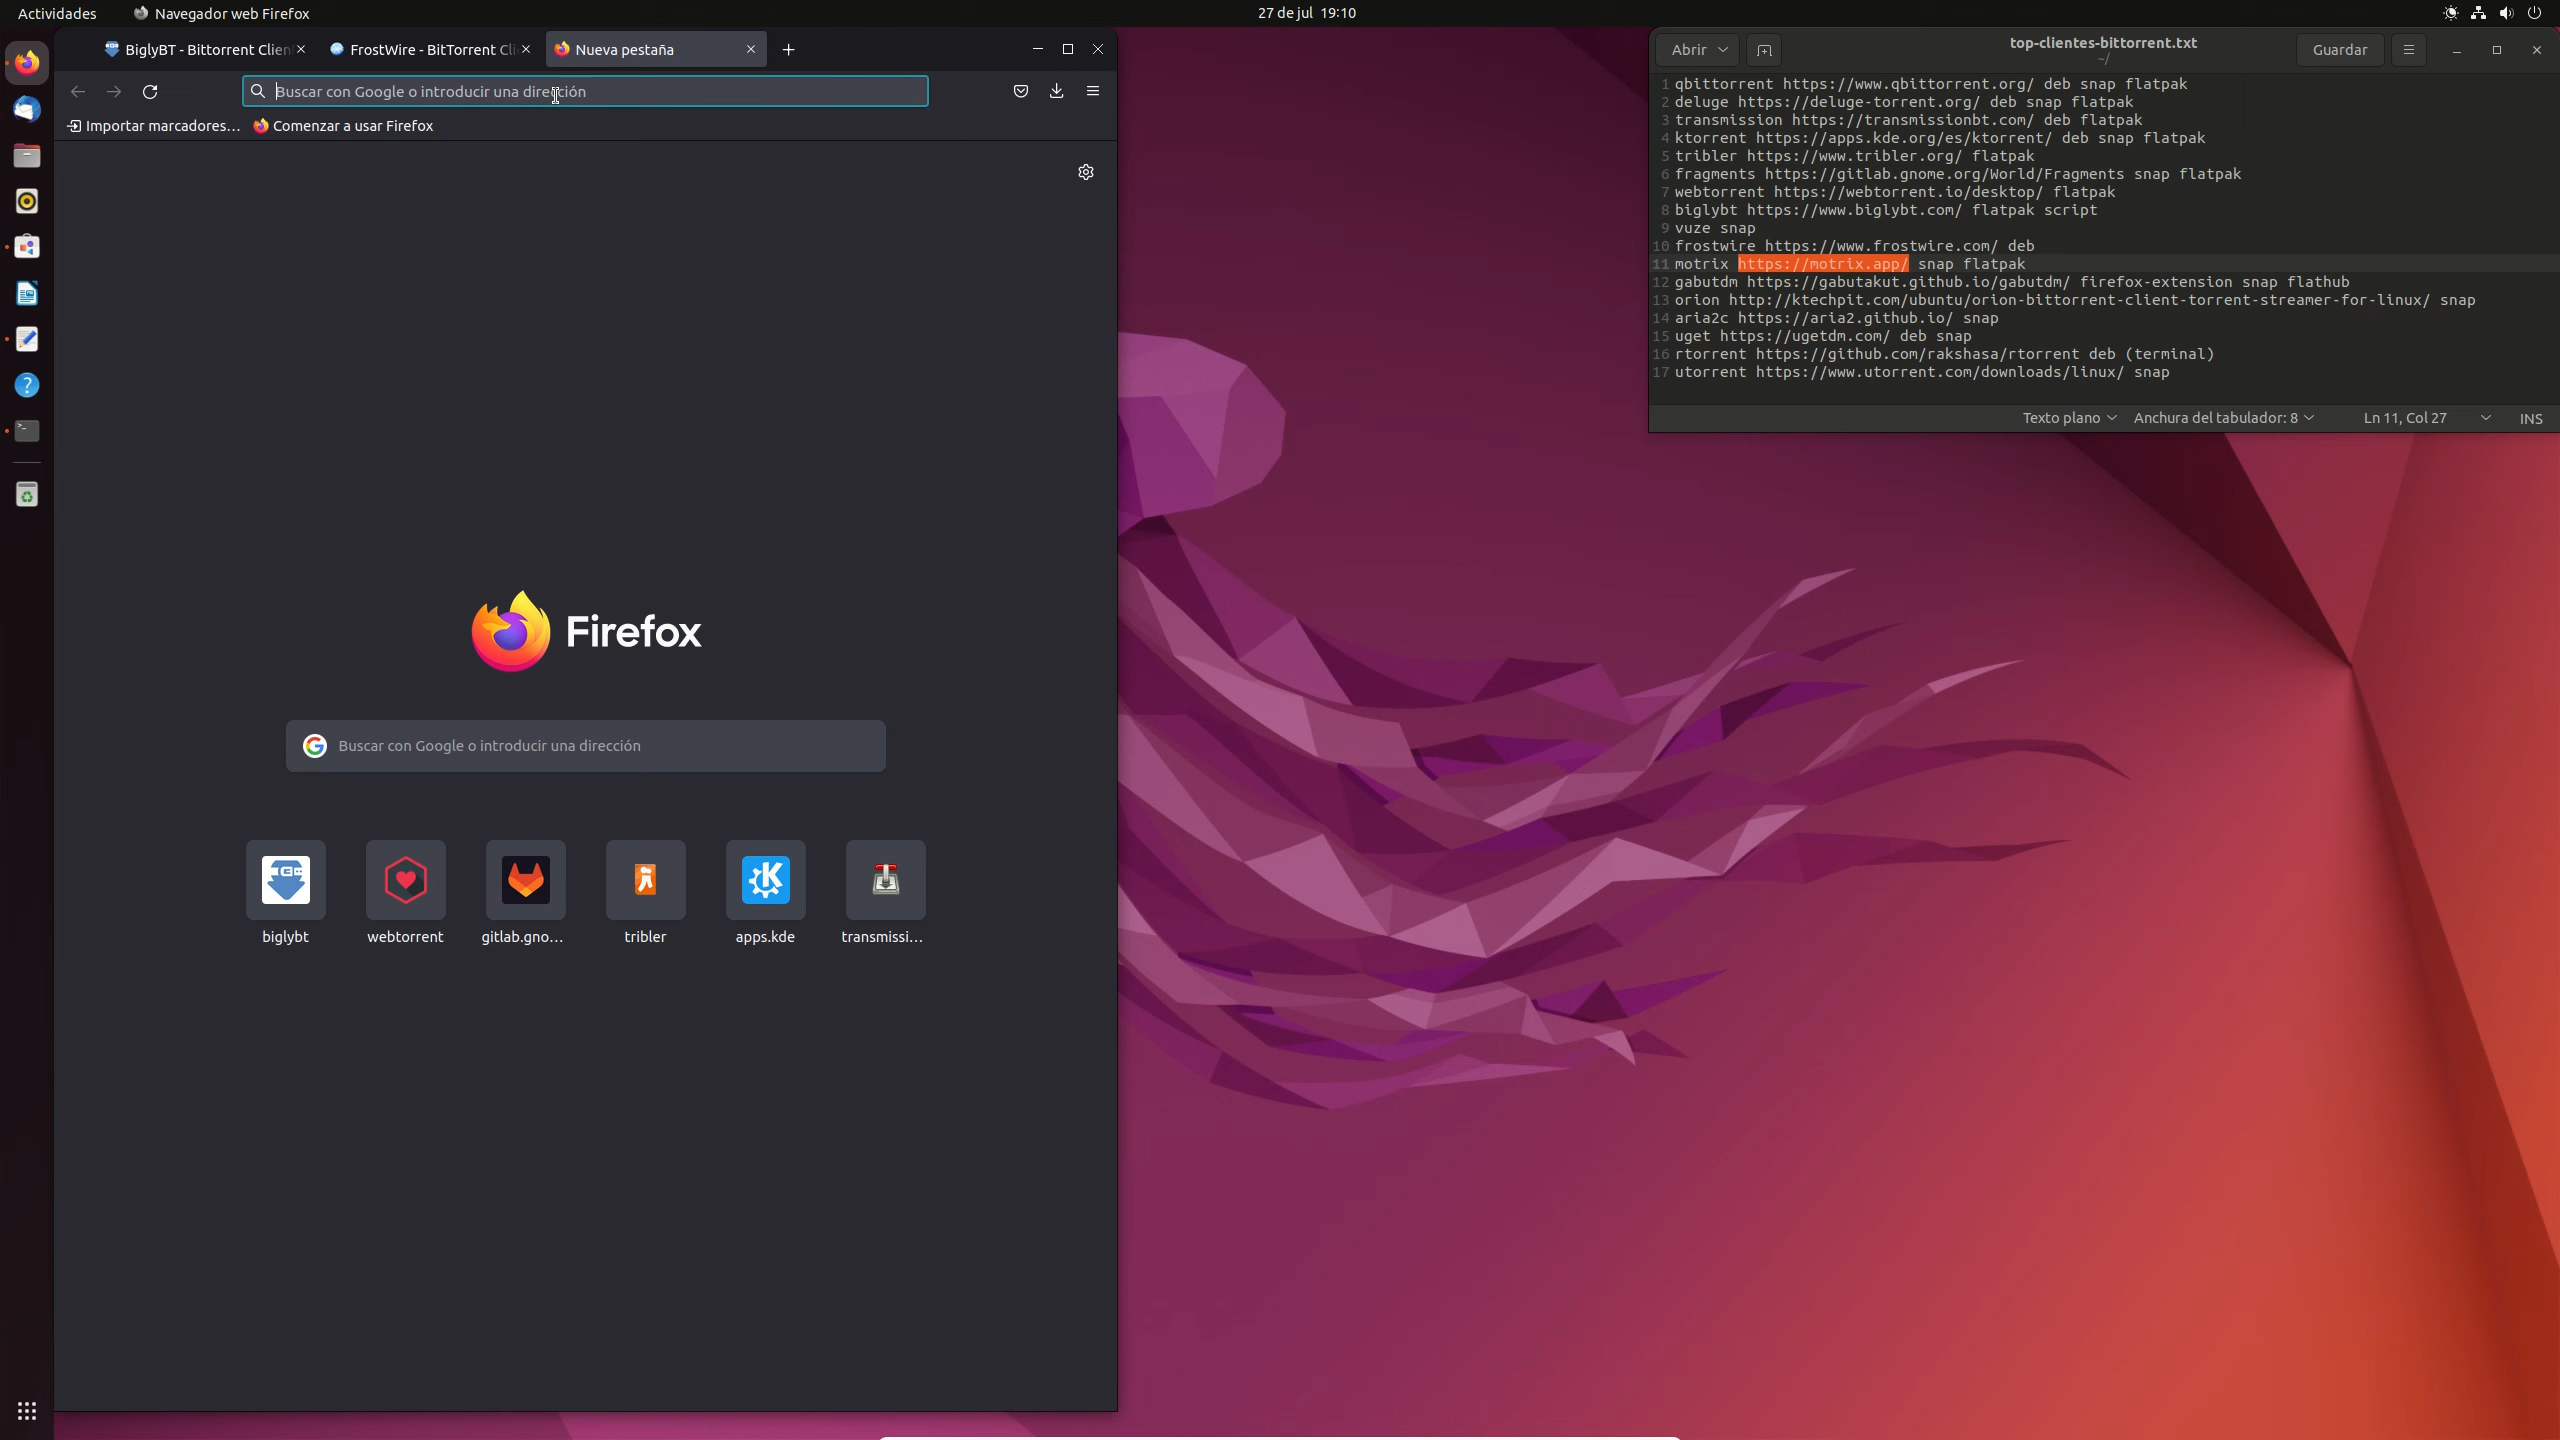 Actividades
Navegador web Firefox
27 de jul 19:10
BiglyBT - Bittorrent Clien
FrostWire - BitTorrent Cli
Nueva pestaña
Buscar con Google o introducir una dirección
Importar marcadores…
Comenzar a usar Firefox
Firefox
Buscar con Google o introducir una dirección
biglybt
webtorrent
gitlab.gno…
tribler
apps.kde
transmissi…
Abrir
top-clientes-bittorrent.txt
~/
Guardar
1 qbittorrent https://www.qbittorrent.org/ deb snap flatpak
2 deluge https://deluge-torrent.org/ deb snap flatpak
3 transmission https://transmissionbt.com/ deb flatpak
4 ktorrent https://apps.kde.org/es/ktorrent/ deb snap flatpak
5 tribler https://www.tribler.org/ flatpak
6 fragments https://gitlab.gnome.org/World/Fragments snap flatpak
7 webtorrent https://webtorrent.io/desktop/ flatpak
8 biglybt https://www.biglybt.com/ flatpak script
9 vuze snap
10 frostwire https://www.frostwire.com/ deb
11 motrix https://motrix.app/ snap flatpak
12 gabutdm https://gabutakut.github.io/gabutdm/ firefox-extension snap flathub
13 orion http://ktechpit.com/ubuntu/orion-bittorrent-client-torrent-streamer-for-linux/ snap
14 aria2c https://aria2.github.io/ snap
15 uget https://ugetdm.com/ deb snap
16 rtorrent https://github.com/rakshasa/rtorrent deb (terminal)
17 utorrent https://www.utorrent.com/downloads/linux/ snap
Texto plano
Anchura del tabulador: 8
Ln 11, Col 27
INS